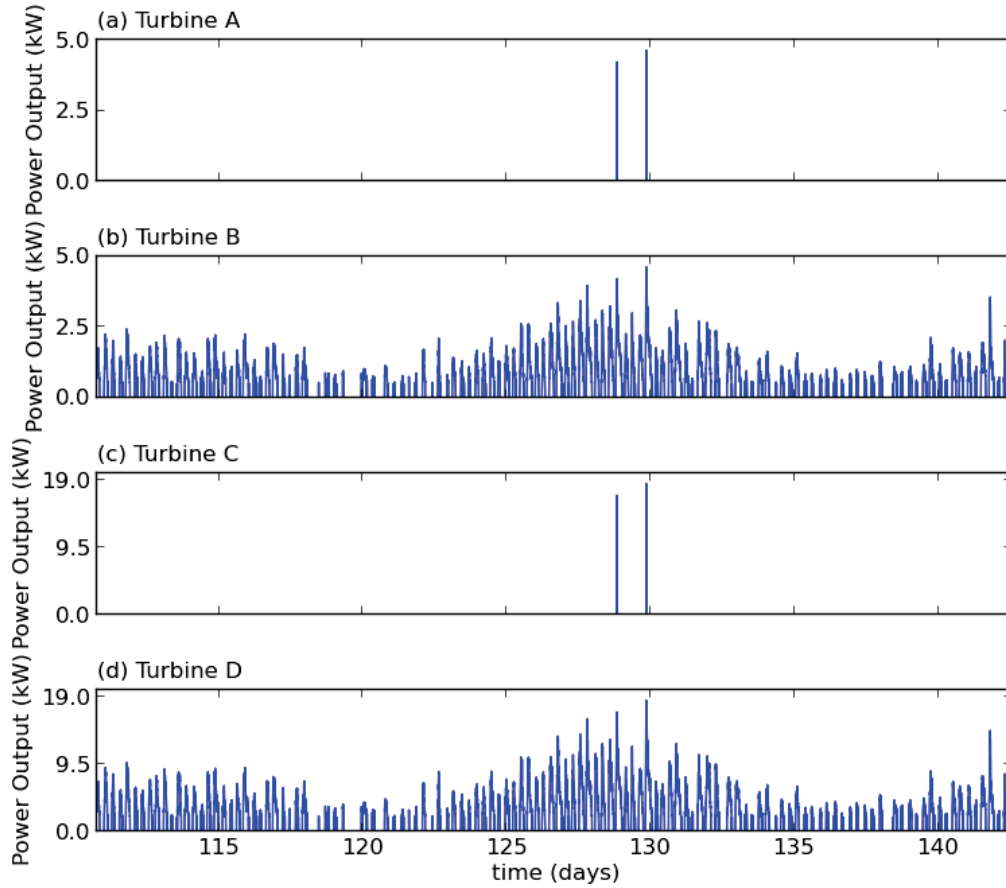 (a) Turbine A
Power Output (kW)
5.0
2.5
0.0
(b) Turbine B
Power Output (kW)
5.0
2.5
0.0
(c) Turbine C
Power Output (kW)
19.0
9.5
0.0
(d) Turbine D
Power Output (kW)
19.0
9.5
0.0
115 120 125 130 135 140
time (days)